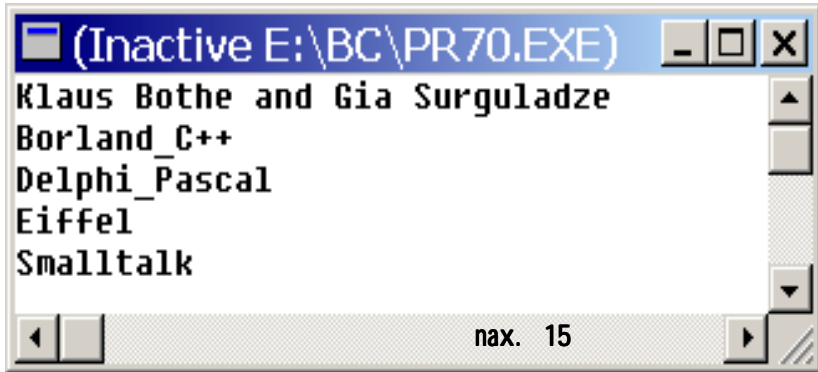 (Inactive E:\BC\PR70.EXE)
Klaus Bothe and Gia Surguladze
Borland_C++
Delphi_Pascal
Eiffel
Smalltalk
nax. 15